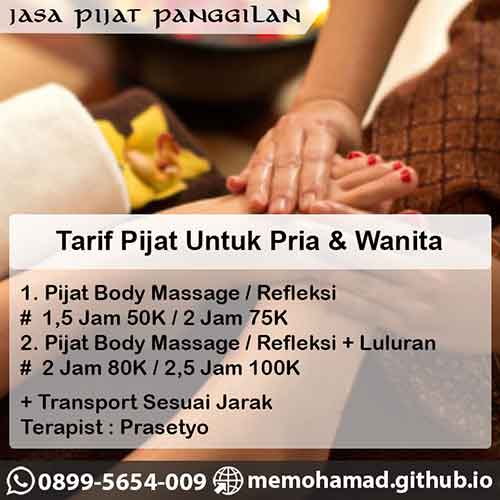 JASA PIJAT PANGGILAN
Tarif Pijat Untuk Pria & Wanita
1. Pijat Body Massage / Refleksi
# 1,5 Jam 50K / 2 Jam 75K
2. Pijat Body Massage / Refleksi + Luluran
# 2 Jam 80K / 2,5 Jam 100K
+ Transport Sesuai Jarak
Terapist : Prasetyo
0899-5654-009 memohamad.github.io